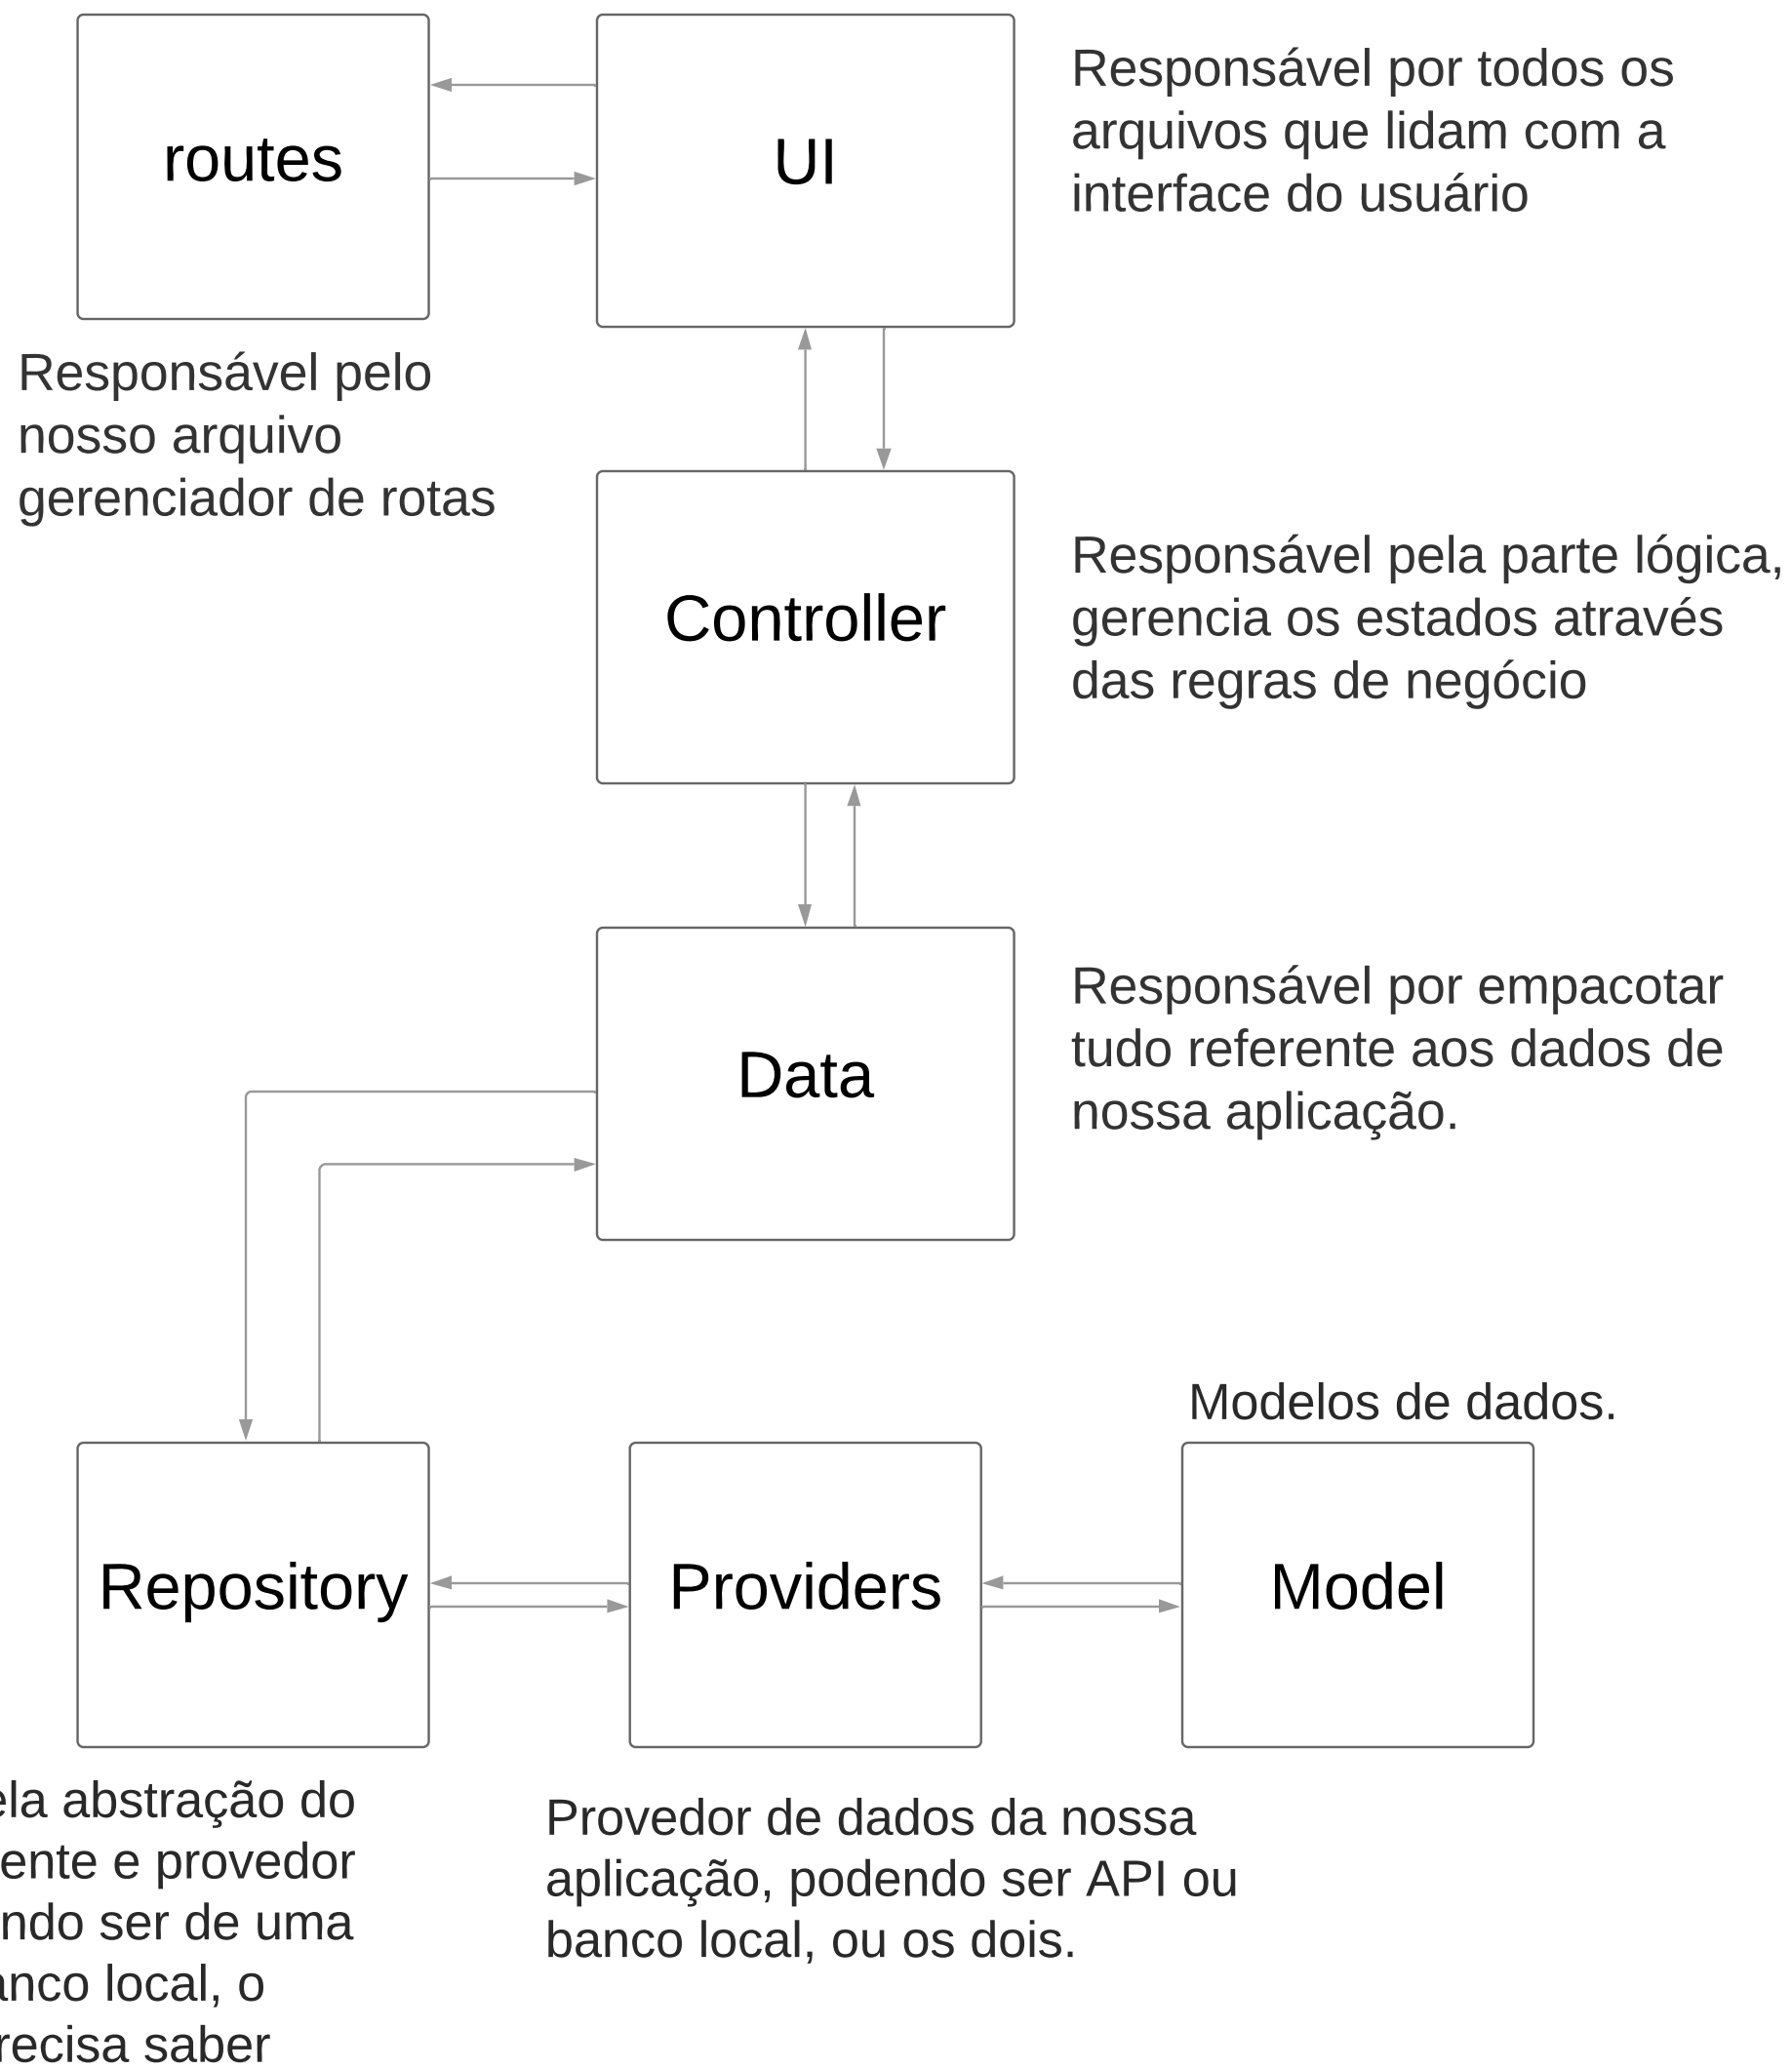 routes
UI
Responsável por todos os
arquivos que lidam com a
interface do usuário
Responsável pelo
nosso arquivo
gerenciador de rotas
Controller
Responsável pela parte lógica,
gerencia os estados através
das regras de negócio
Data
Responsável por empacotar
tudo referente aos dados de
nossa aplicação.
Modelos de dados.
Repository
Providers
Model
abstração do
e provedor
ser de uma
local, o
saber
Provedor de dados da nossa
aplicação, podendo ser API ou
banco local, ou os dois.